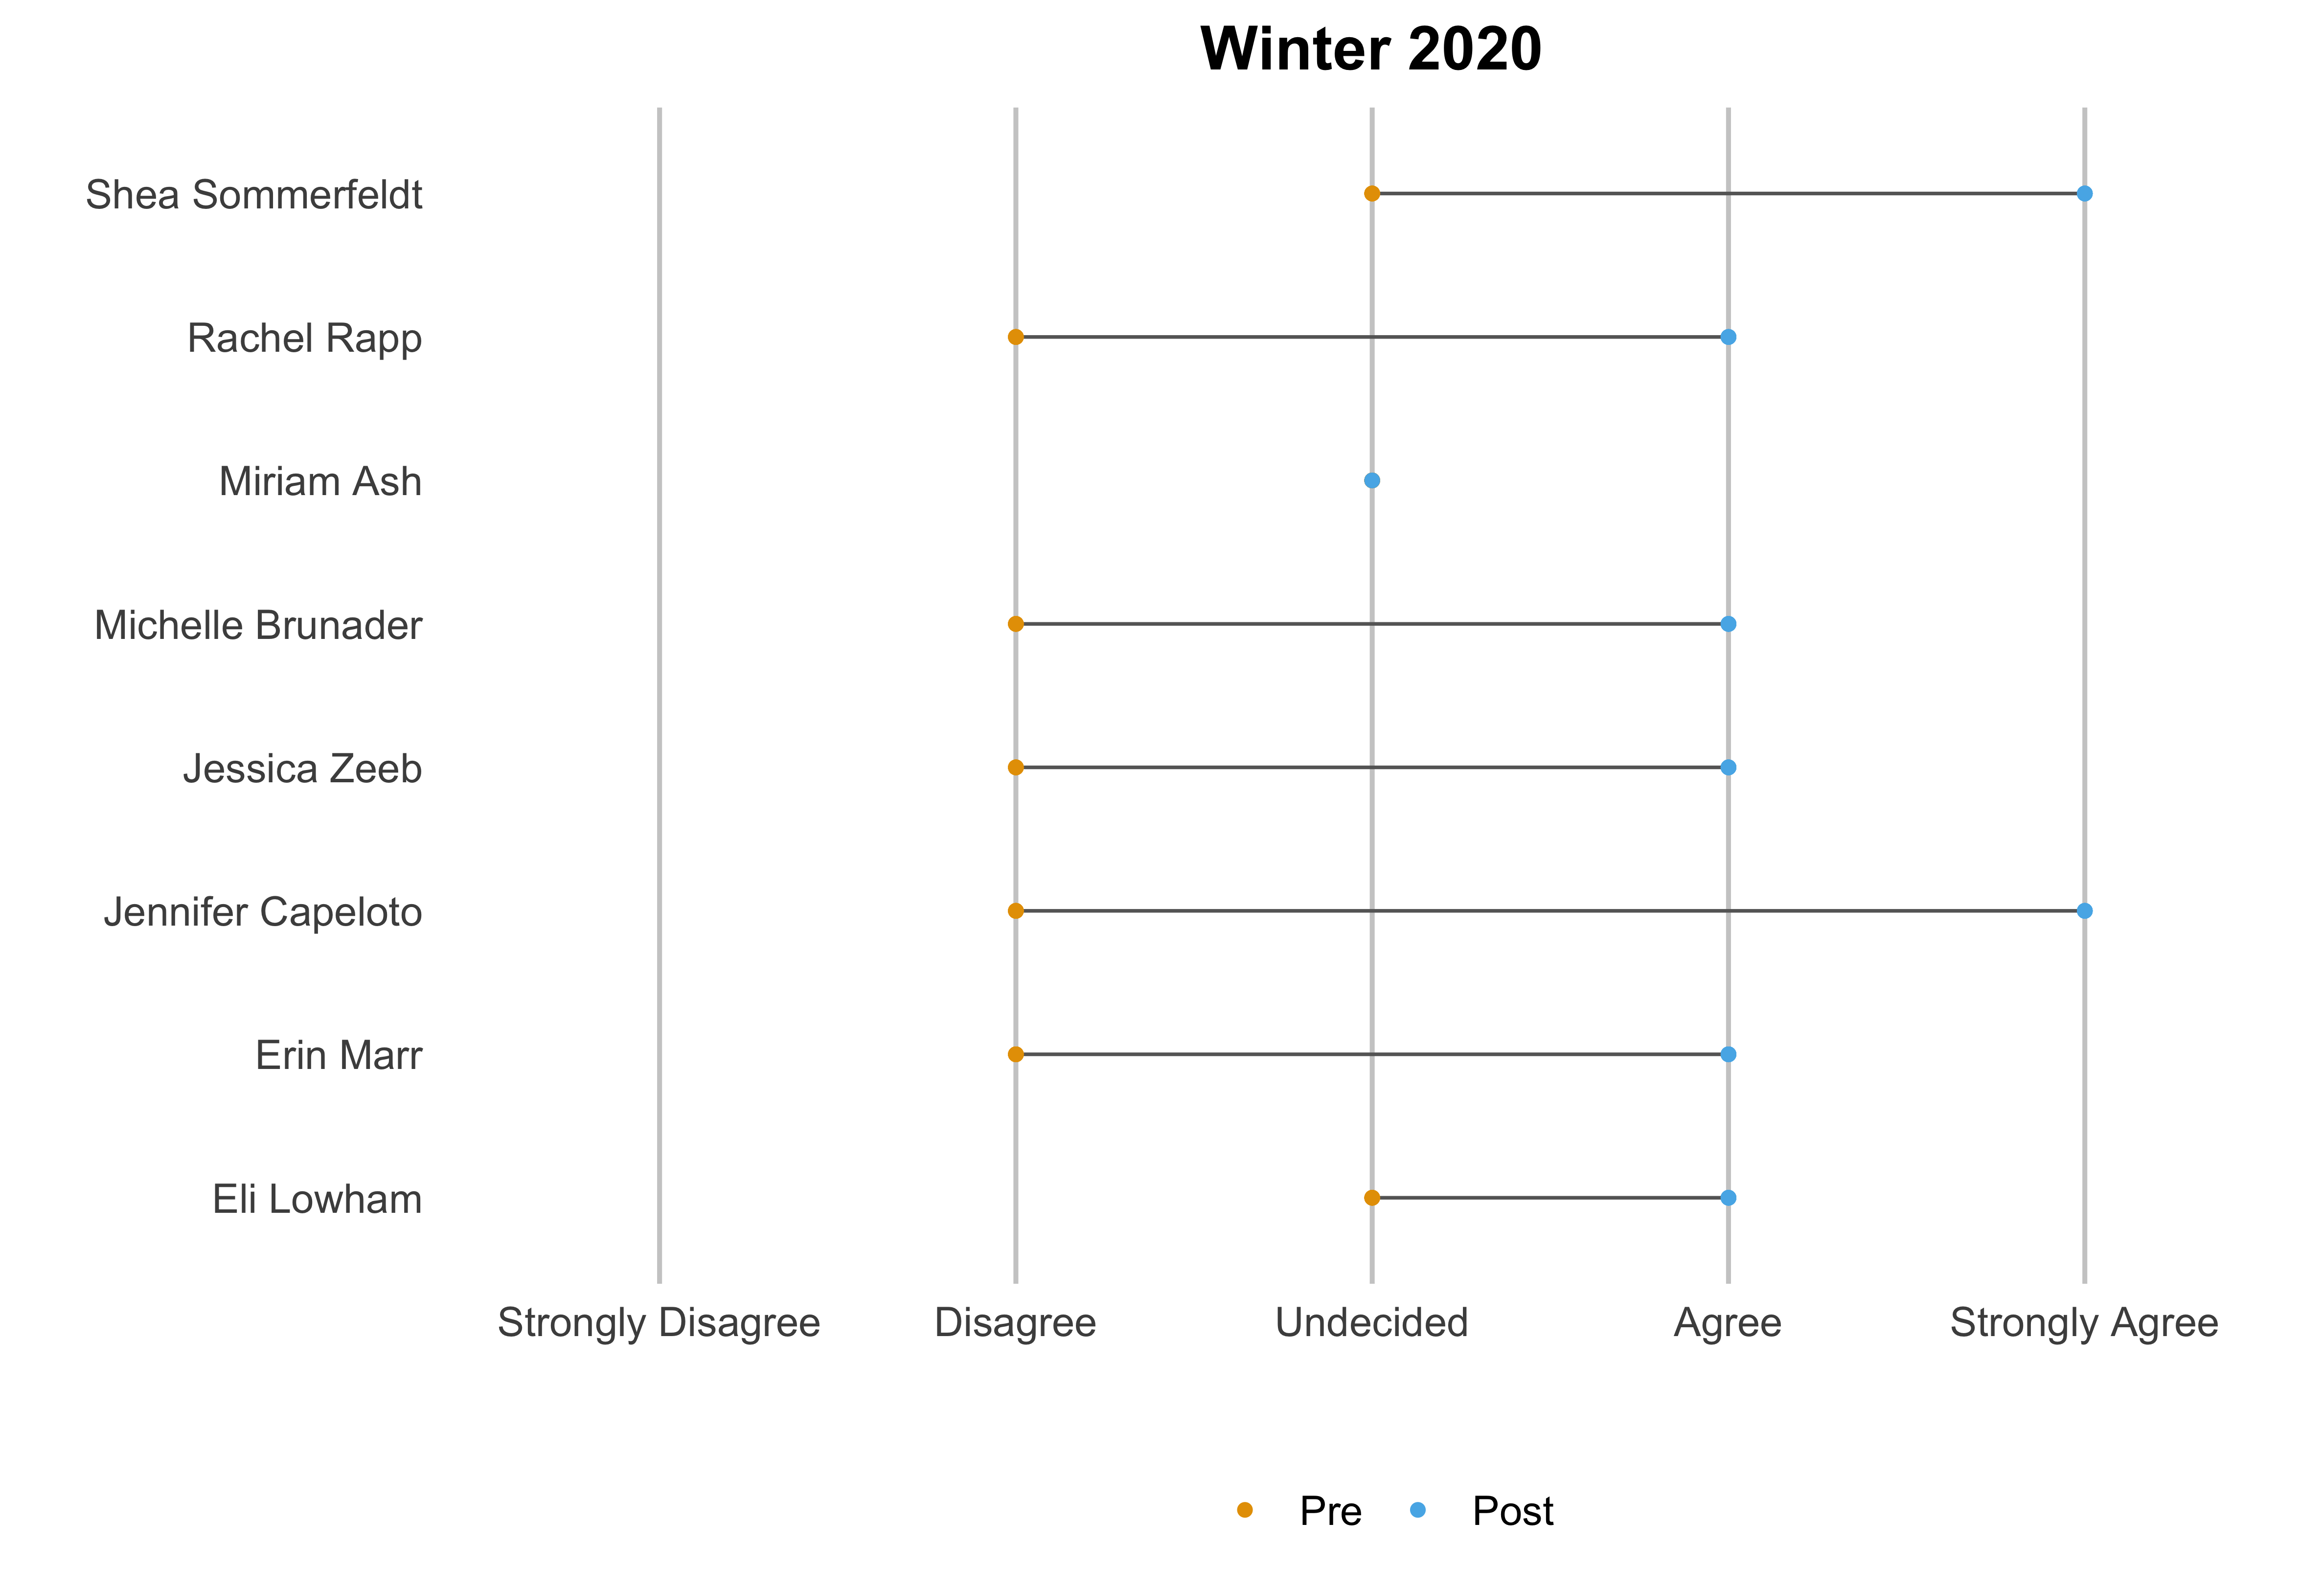 Winter 2020
Shea Sommerfeldt
Rachel Rapp
Miriam Ash
Michelle Brunader
Jessica Zeeb
Jennifer Capeloto
Erin Marr
Eli Lowham
Strongly Disagree Disagree Undecided Agree Strongly Agree
Pre Post